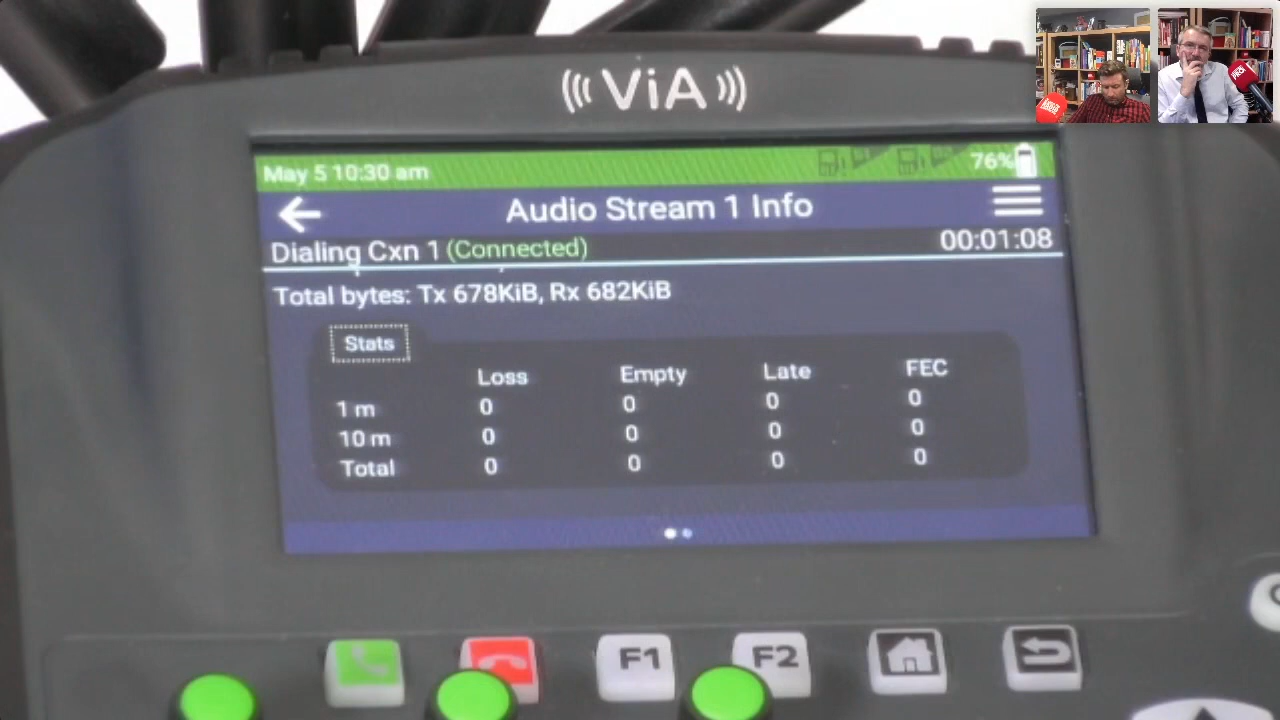 ViA
May 5 10:30 am
76%
Audio Stream 1 Info
Dialing Cxn 1 (Connected)
00:01:08
Total bytes: Tx 678KiB, Rx 682KiB
Stats
Loss Empty Late FEC
1 m 0 0 0 0
10 m 0 0 0 0
Total 0 0 0 0
F1 F2